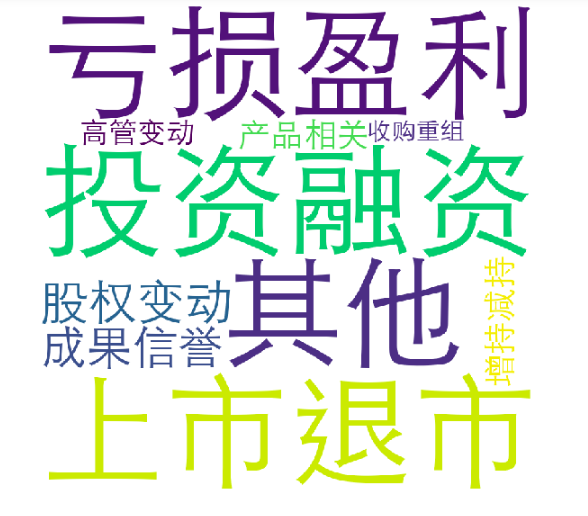 亏损盈利
高管变动
产品相关
收购重组
投资融资
股权变动
其他
增持减持
成果信誉
上市退市